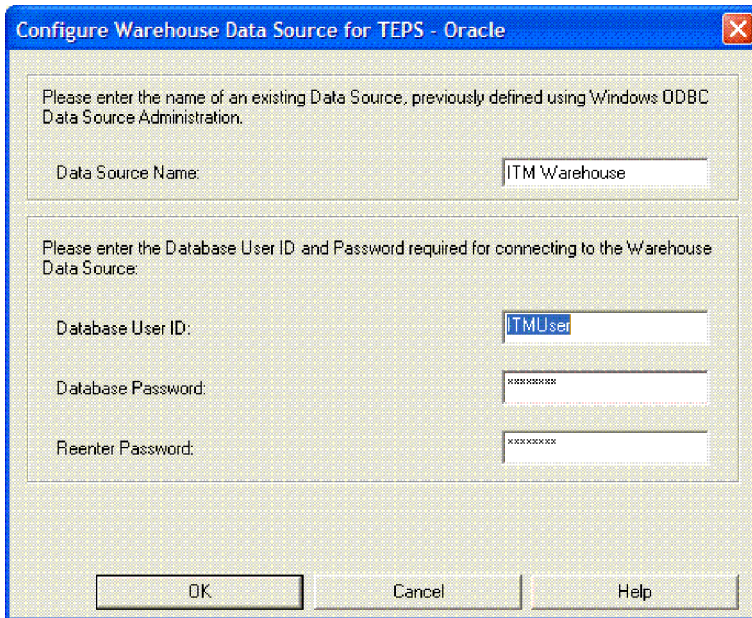 Configure Warehouse Data Source for TEPS - Oracle
Please enter the name of an existing Data Source, previously defined using Windows ODBC
Data Source Administration.
Data Source Name:
ITM Warehouse
Please enter the Database User ID and Password required for connecting to the Warehouse
Data Source:
Database User ID:
ITMUser
Database Password:
xxxxxxxx
Reenter Password:
xxxxxxxx
OK
Cancel
Help